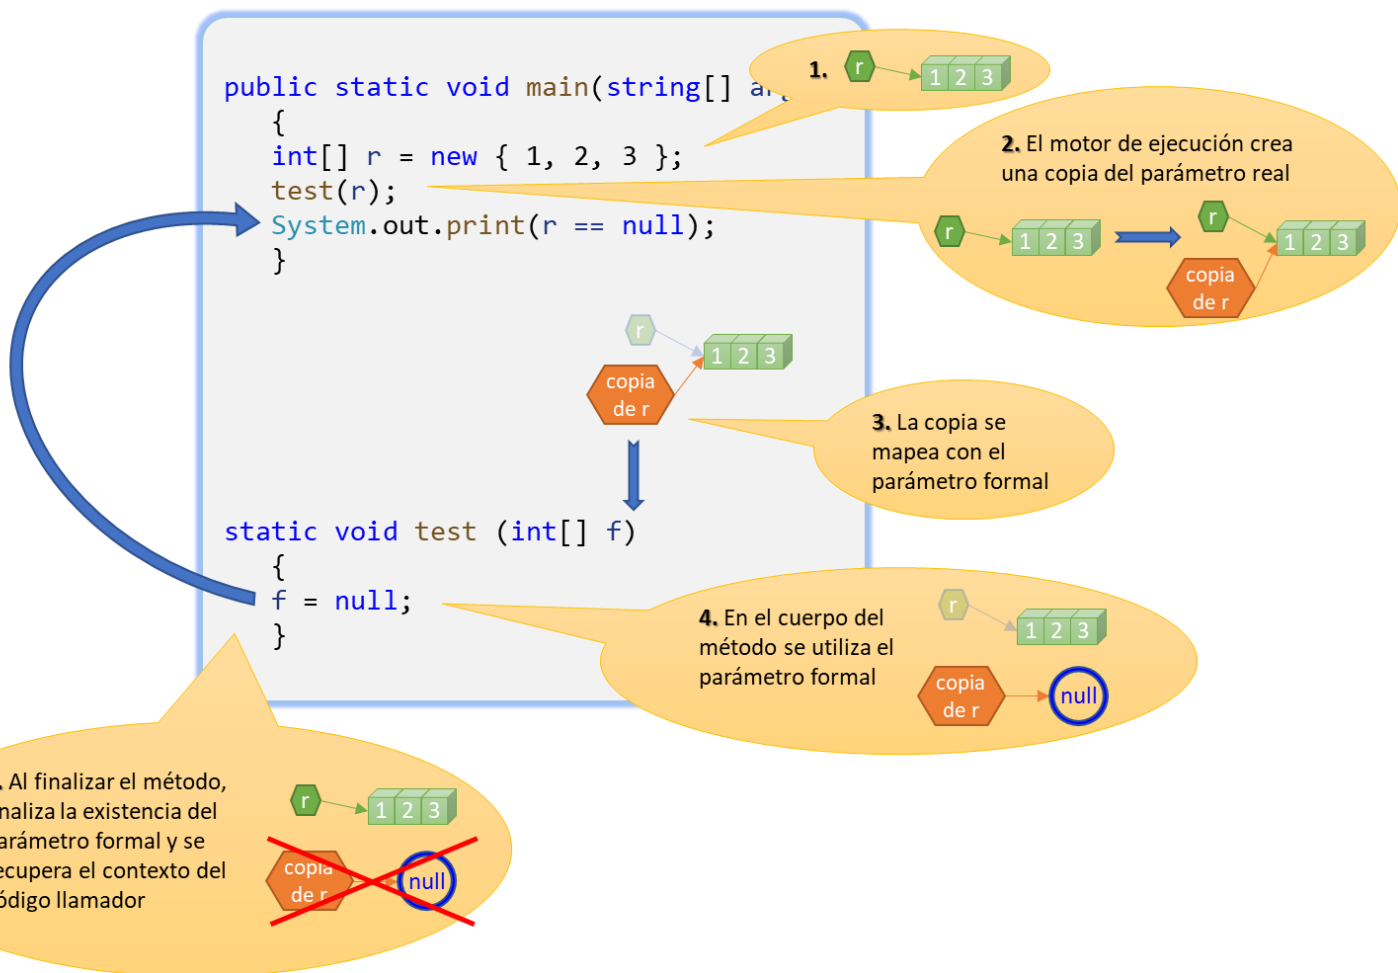 public static void main(string[] ar
{
int[] r = new { 1, 2, 3 };
test(r);
System.out.print(r == null);
}
1.
r
1 2 3
2. El motor de ejecución crea
una copia del parámetro real
r
1 2 3
r
1 2 3
copia
de r
r
1 2 3
copia
de r
3. La copia se
mapea con el
parámetro formal
static void test (int[] f)
{
f = null;
}
4. En el cuerpo del
método se utiliza el
parámetro formal
r
1 2 3
copia
de r
null
. Al finalizar el método,
naliza la existencia del
arámetro formal y se
ecupera el contexto del
ódigo llamador
r
1 2 3
copia
de r
null